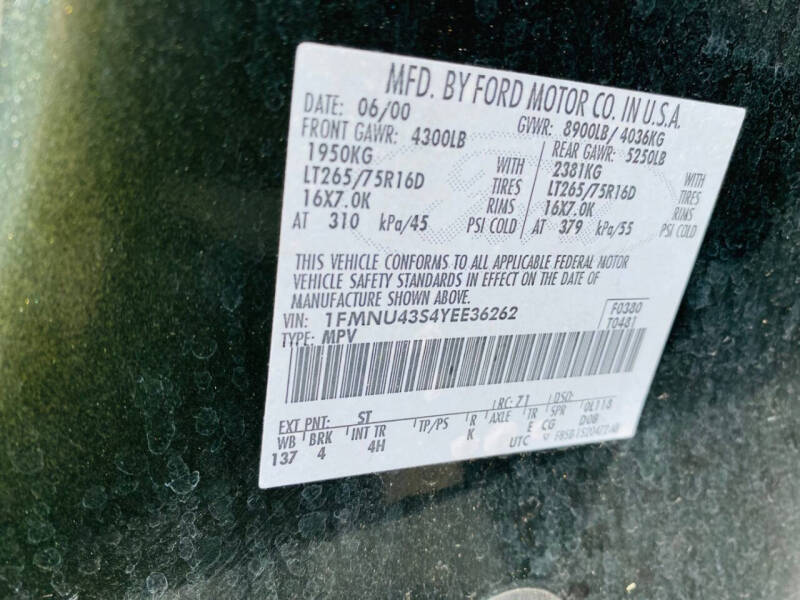 MFD. BY FORD MOTOR CO. IN U.S.A.
DATE: 06/00 GVWR: 8900LB/ 4036KG
FRONT GAWR: 4300LB REAR GAWR: 5250LB
1950KG WITH 2381KG WITH
LT265/75R16D TIRES LT265/75R16D TIRES
16X7.0K RIMS 16X7.0K RIMS
AT 310 kPa/45 PSI COLD AT 379 kPa/55 PSI COLD
THIS VEHICLE CONFORMS TO ALL APPLICABLE FEDERAL MOTOR
VEHICLE SAFETY STANDARDS IN EFFECT ON THE DATE OF
MANUFACTURE SHOWN ABOVE.
VIN: 1FMNU43S4YEE36262 F0380
TYPE: MPV T0481
EXT PNT: ST RC: Z1 DSO:
WB BRK INT TR TP/PS R AXLE TR SPR 0L118
137 4 4H K E CG D0B
UTC